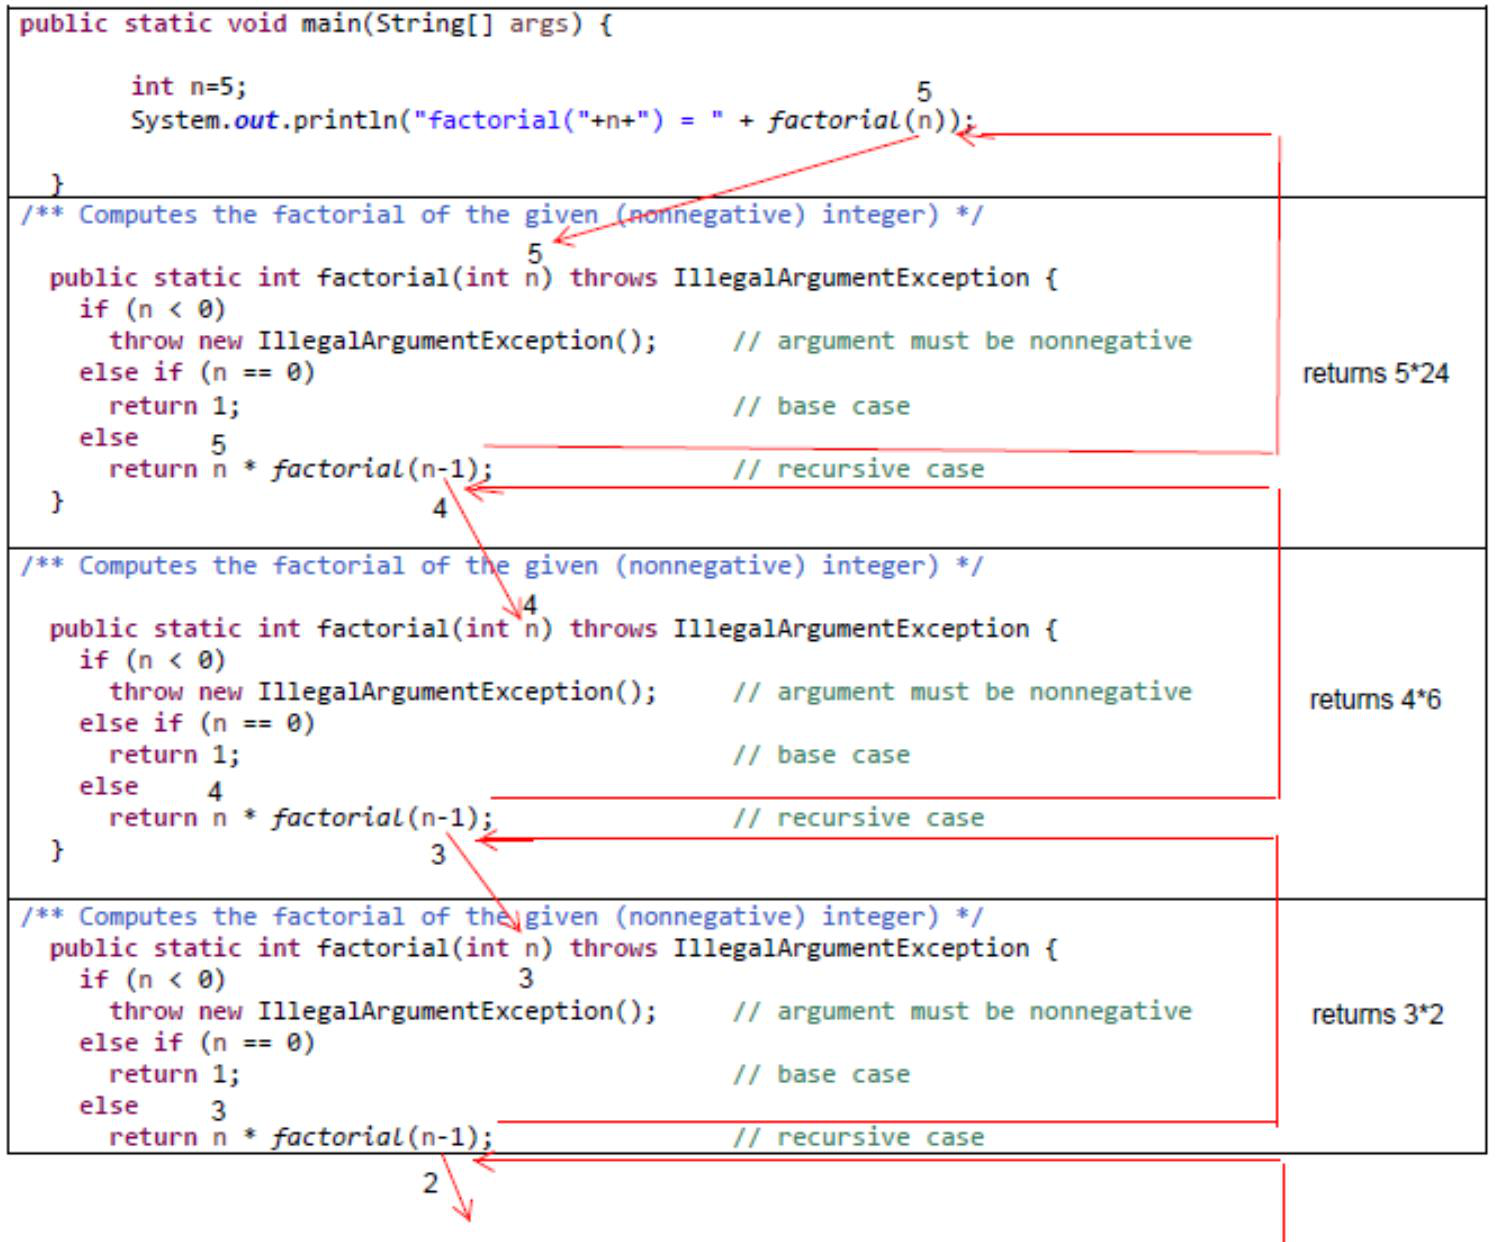 public static void main(String[] args) {
int n=5;
5
System.out.println("factorial("+n+") = " + factorial(n));
}
/** Computes the factorial of the given (nonnegative) integer) */
5
public static int factorial(int n) throws IllegalArgumentException {
if (n < 0)
throw new IllegalArgumentException(); // argument must be nonnegative
else if (n == 0)
returns 5*24
return 1; // base case
else
5
return n * factorial(n-1); // recursive case
}
4
/** Computes the factorial of the given (nonnegative) integer) */
4
public static int factorial(int n) throws IllegalArgumentException {
if (n < 0)
throw new IllegalArgumentException(); // argument must be nonnegative
returns 4*6
else if (n == 0)
return 1; // base case
else
4
return n * factorial(n-1); // recursive case
}
3
/** Computes the factorial of the given (nonnegative) integer) */
public static int factorial(int n) throws IllegalArgumentException {
if (n < 0)
3
throw new IllegalArgumentException(); // argument must be nonnegative
returns 3*2
else if (n == 0)
return 1; // base case
else
3
return n * factorial(n-1); // recursive case
2